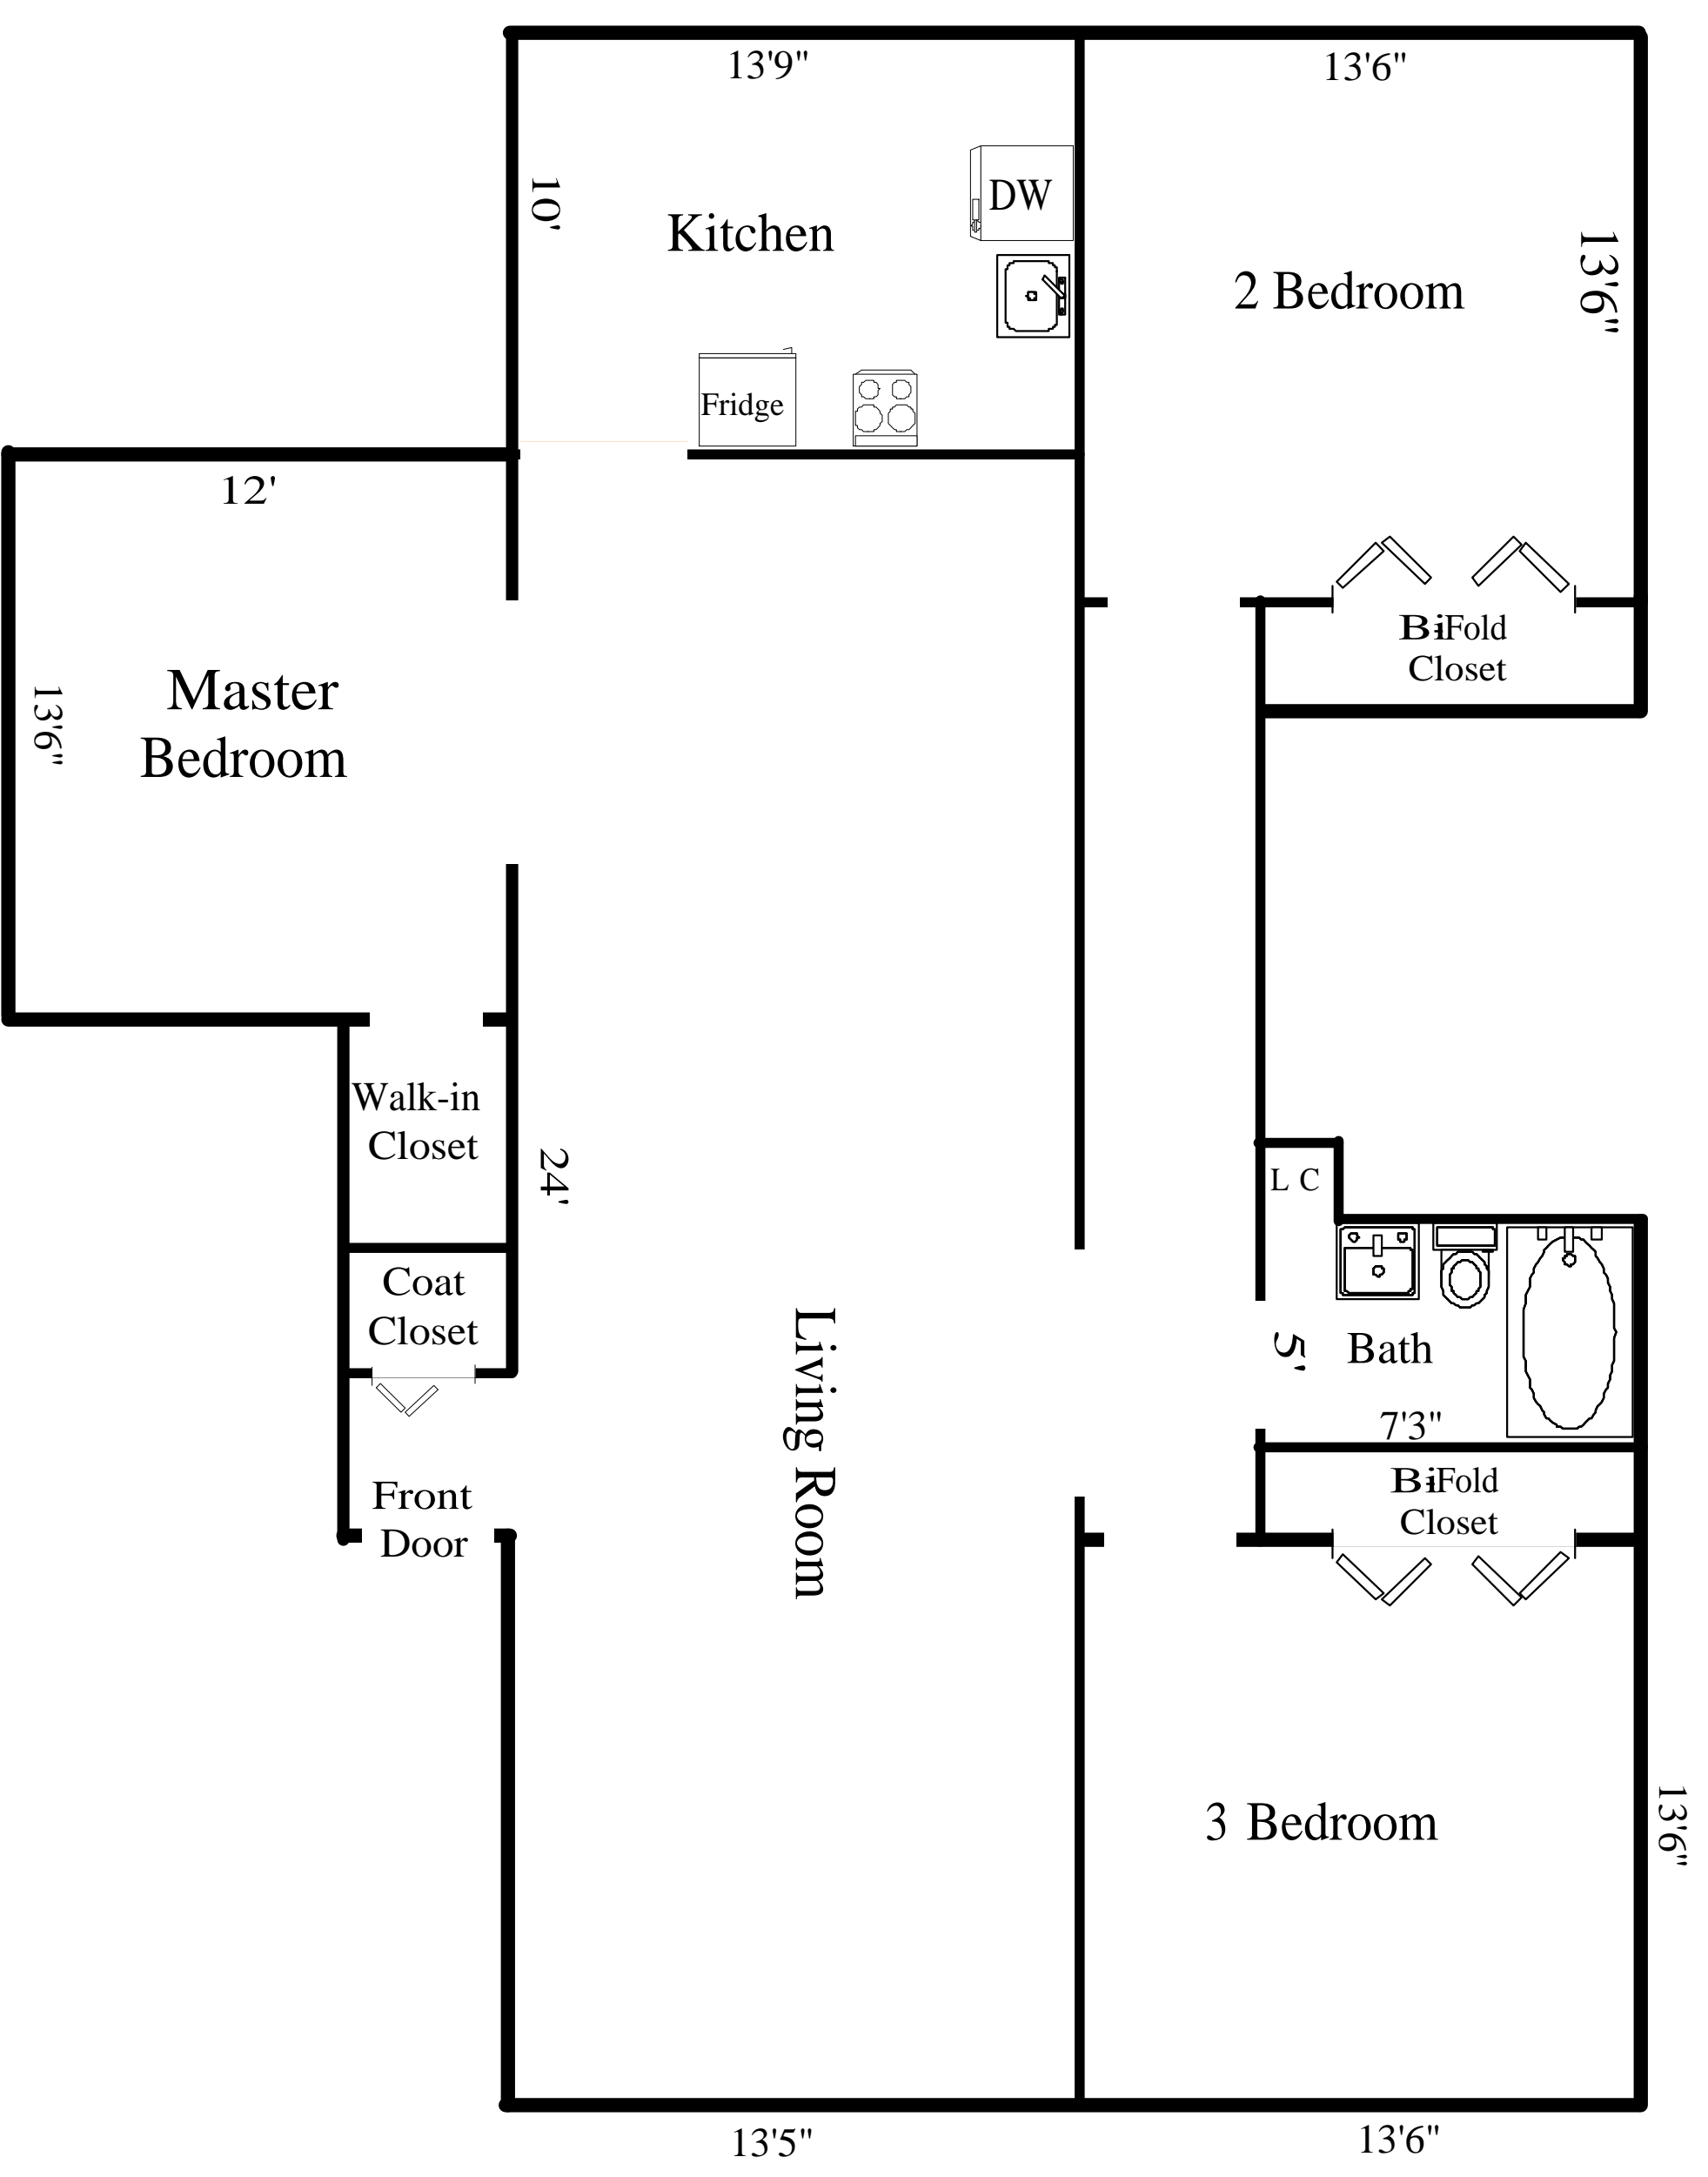 13'9"
13'6"
10'
DW
Kitchen
13'6"
2 Bedroom
Fridge
12'
BiFold
Closet
Master
Bedroom
13'6"
Walk-in
Closet
24'
L C
Coat
Closet
Living Room
5'
Bath
7'3"
BiFold
Closet
Front
Door
3 Bedroom
13'6"
13'5"
13'6"